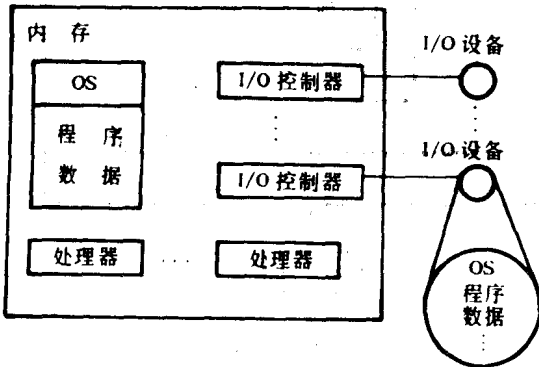 内存
OS
程序
数据
I/O 控制器
⋮
I/O 控制器
处理器 ⋯ 处理器
I/O 设备
⋮
I/O 设备
OS
程序
数据
⋮